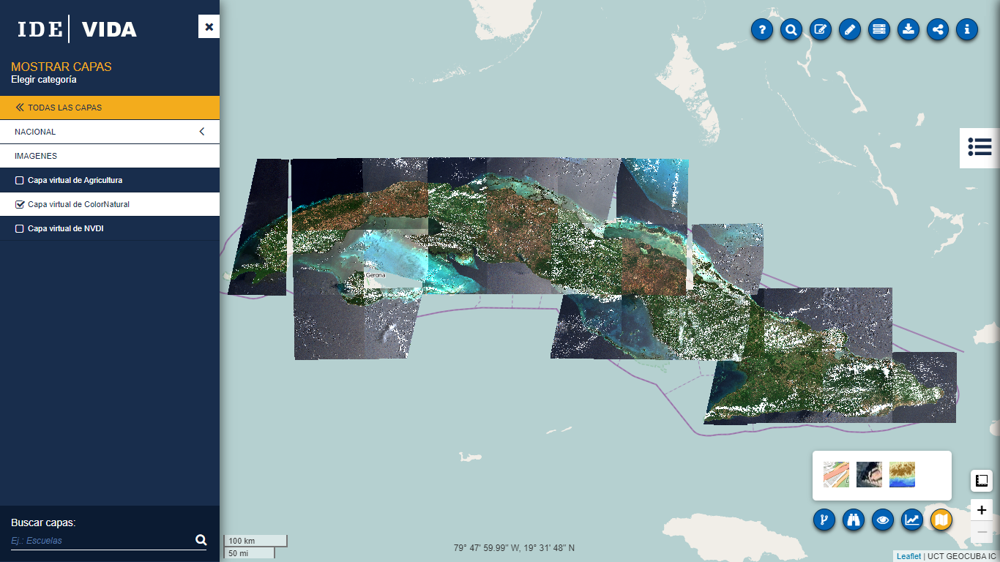 IDE VIDA
MOSTRAR CAPAS
Elegir categoría
TODAS LAS CAPAS
NACIONAL
IMAGENES
Capa virtual de Agricultura
Capa virtual de ColorNatural
Capa virtual de NVDI
Buscar capas:
Ej.: Escuelas
Gerona
100 km
50 mi
79° 47' 59.99'' W, 19° 31' 48'' N
Leaflet | UCT GEOCUBA IC